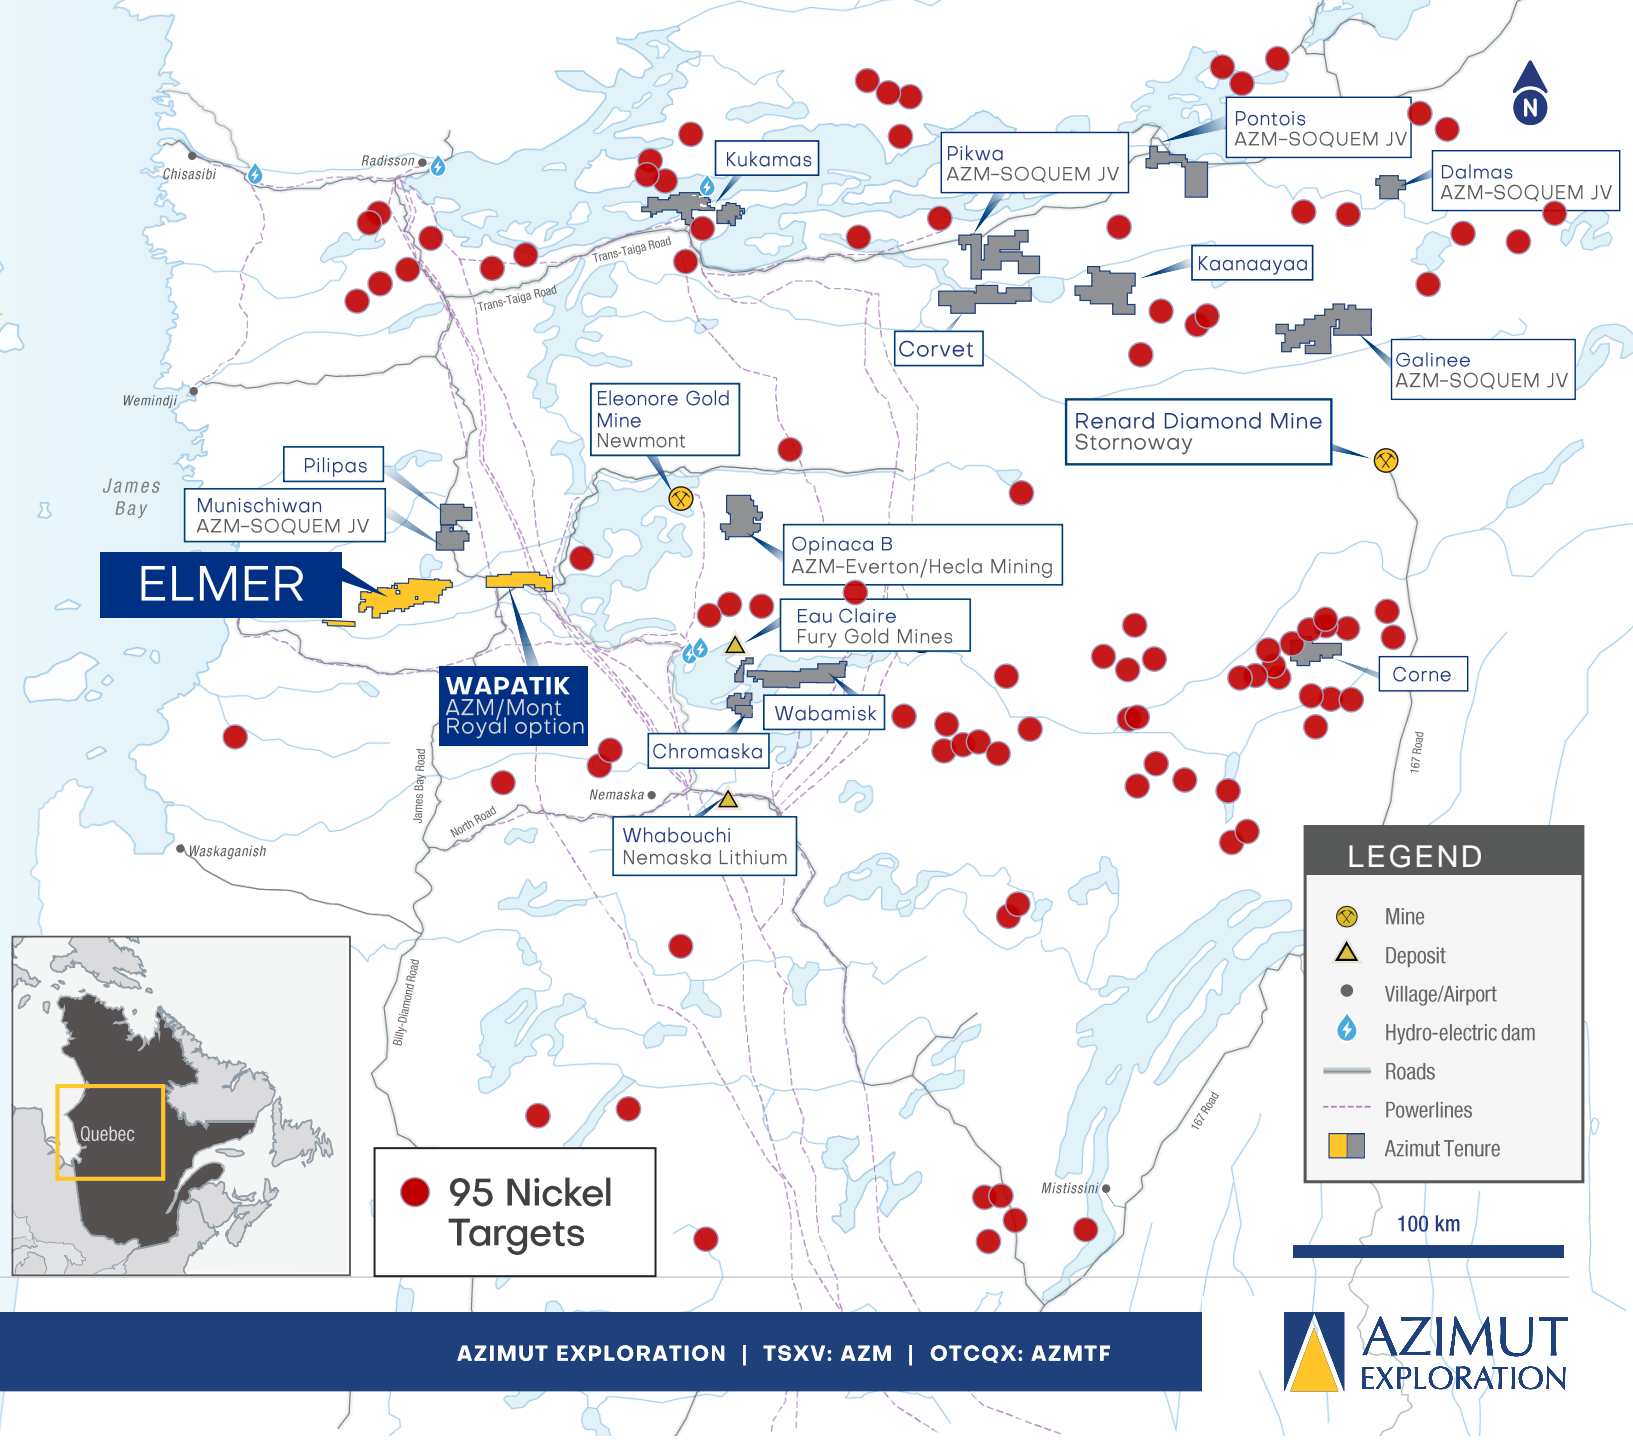 N
Pontois
AZM-SOQUEM JV
Kukamas
Pikwa
AZM-SOQUEM JV
Dalmas
AZM-SOQUEM JV
Radisson
Chisasibi
Trans-Taiga Road
Trans-Taiga Road
Kaanaayaa
Corvet
Galinee
AZM-SOQUEM JV
Wemindji
Eleonore Gold
Mine
Newmont
Renard Diamond Mine
Stornoway
Pilipas
James
Bay
Munischiwan
AZM-SOQUEM JV
Opinaca B
AZM-Everton/Hecla Mining
ELMER
Eau Claire
Fury Gold Mines
Corne
WAPATIK
AZM/Mont
Royal option
Wabamisk
Chromaska
167 Road
James Bay Road
Nemaska
North Road
Whabouchi
Nemaska Lithium
Waskaganish
LEGEND
Mine
Deposit
Village/Airport
Hydro-electric dam
Roads
Powerlines
Azimut Tenure
Billy-Diamond Road
Quebec
167 Road
95 Nickel
Targets
Mistissini
100 km
AZIMUT EXPLORATION | TSXV: AZM | OTCQX: AZMTF
AZIMUT
EXPLORATION